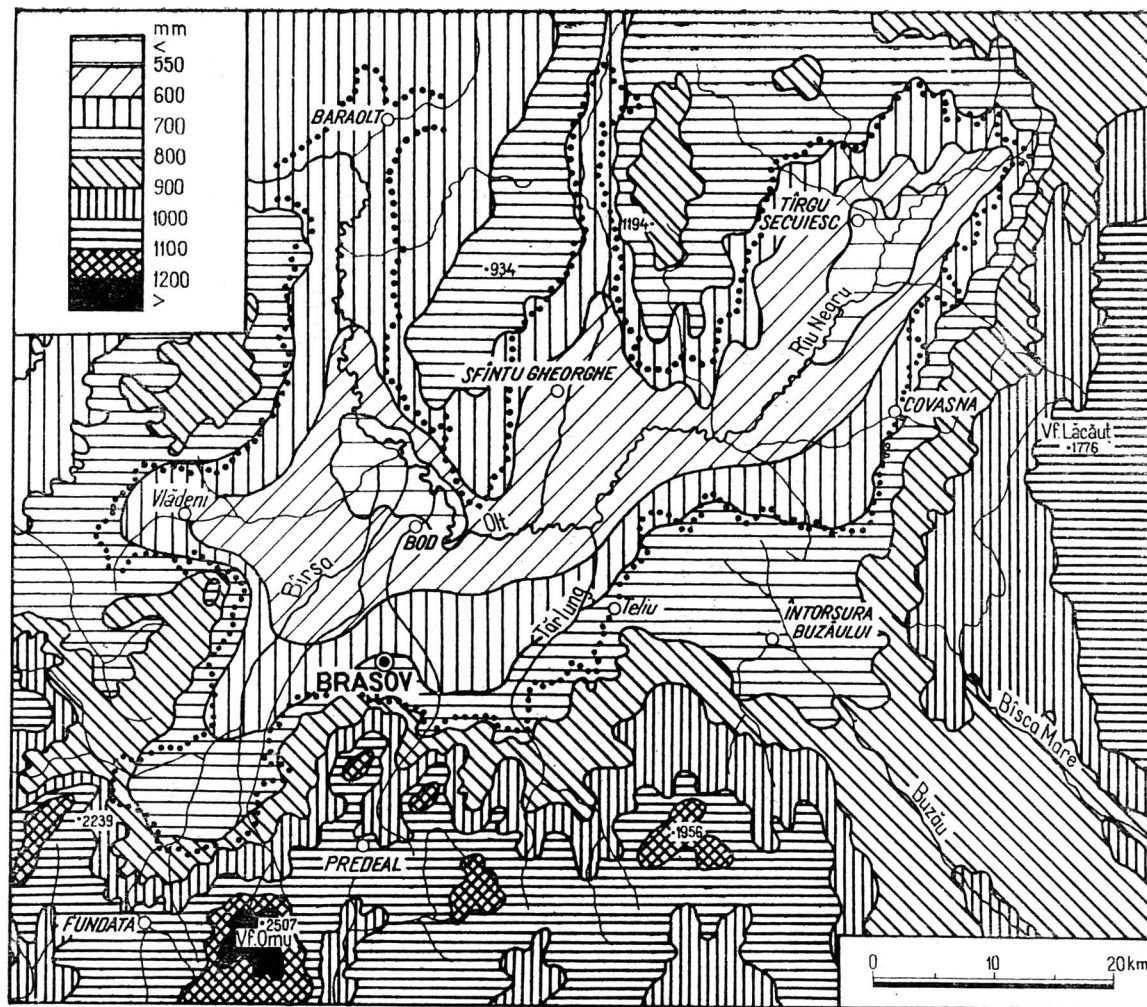 mm
<
550
600
700
800
900
1000
1100
1200
>
BARAOLT
TÎRGU
SECUIESC
1194·
·934
Rîu Negru
SFÎNTU GHEORGHE
COVASNA
Vf. Lăcăuț
·1776
Vlădeni
Olt
BOD
Bîrsa
Tărlung
Teliu
ÎNTORSURA
BUZĂULUI
BRAȘOV
Bîsca Mare
Buzău
·2239
·1956
PREDEAL
FUNDATA
·2507
Vf. Omu
0 10 20 km